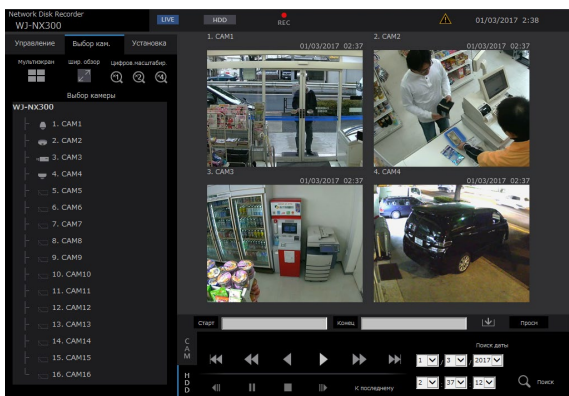 Network Disk Recorder
WJ-NX300
LIVE
HDD
REC
01/03/2017 2:38
Управление
Выбор кам.
Установка
Мультиэкран
Шир. обзор
Цифров.масштабир.
Выбор камеры
WJ-NX300
1. CAM1
2. CAM2
3. CAM3
4. CAM4
5. CAM5
6. CAM6
7. CAM7
8. CAM8
9. CAM9
10. CAM10
11. CAM11
12. CAM12
13. CAM13
14. CAM14
15. CAM15
16. CAM16
1. CAM1
01/03/2017 02:37
2. CAM2
01/03/2017 02:37
3. CAM3
01/03/2017 02:37
4. CAM4
01/03/2017 02:37
Старт
Конец
Просм
CAM
HDD
К последнему
Поиск даты
1 / 3 / 2017
2 : 37 : 12
Поиск